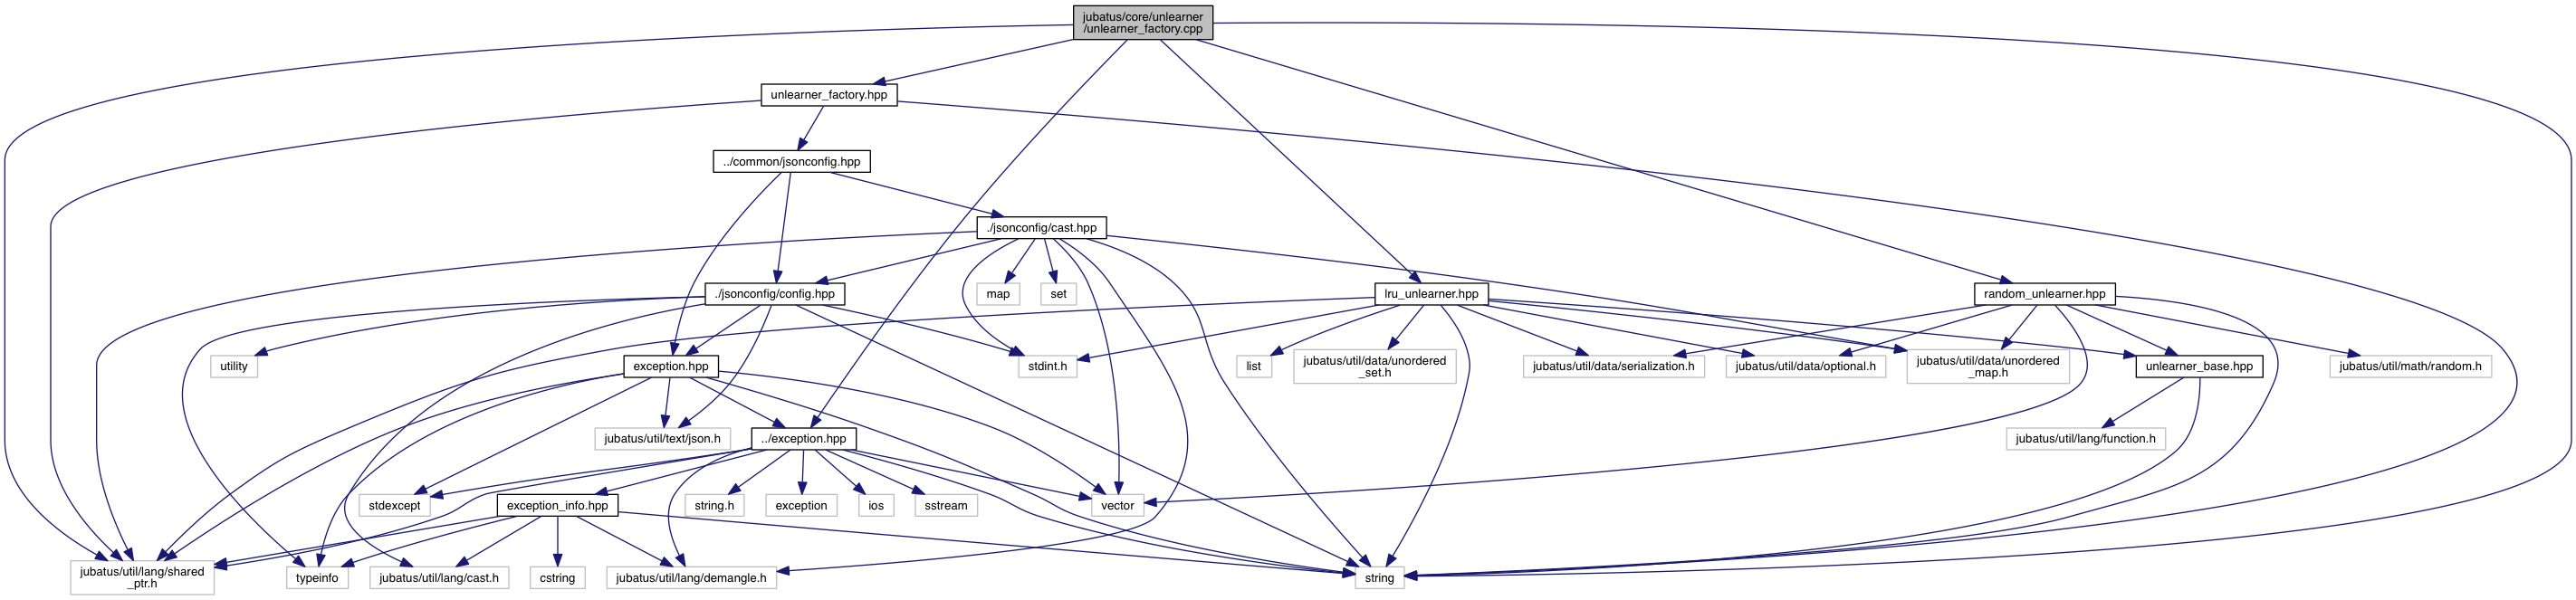 jubatus/core/unlearner
/unlearner_factory.cpp
unlearner_factory.hpp
../common/jsonconfig.hpp
./jsonconfig/cast.hpp
./jsonconfig/config.hpp
map
set
lru_unlearner.hpp
random_unlearner.hpp
utility
exception.hpp
stdint.h
list
jubatus/util/data/unordered
_set.h
jubatus/util/data/serialization.h
jubatus/util/data/optional.h
jubatus/util/data/unordered
_map.h
unlearner_base.hpp
jubatus/util/math/random.h
jubatus/util/text/json.h
../exception.hpp
jubatus/util/lang/function.h
stdexcept
exception_info.hpp
string.h
exception
ios
sstream
vector
jubatus/util/lang/shared
_ptr.h
typeinfo
jubatus/util/lang/cast.h
cstring
jubatus/util/lang/demangle.h
string